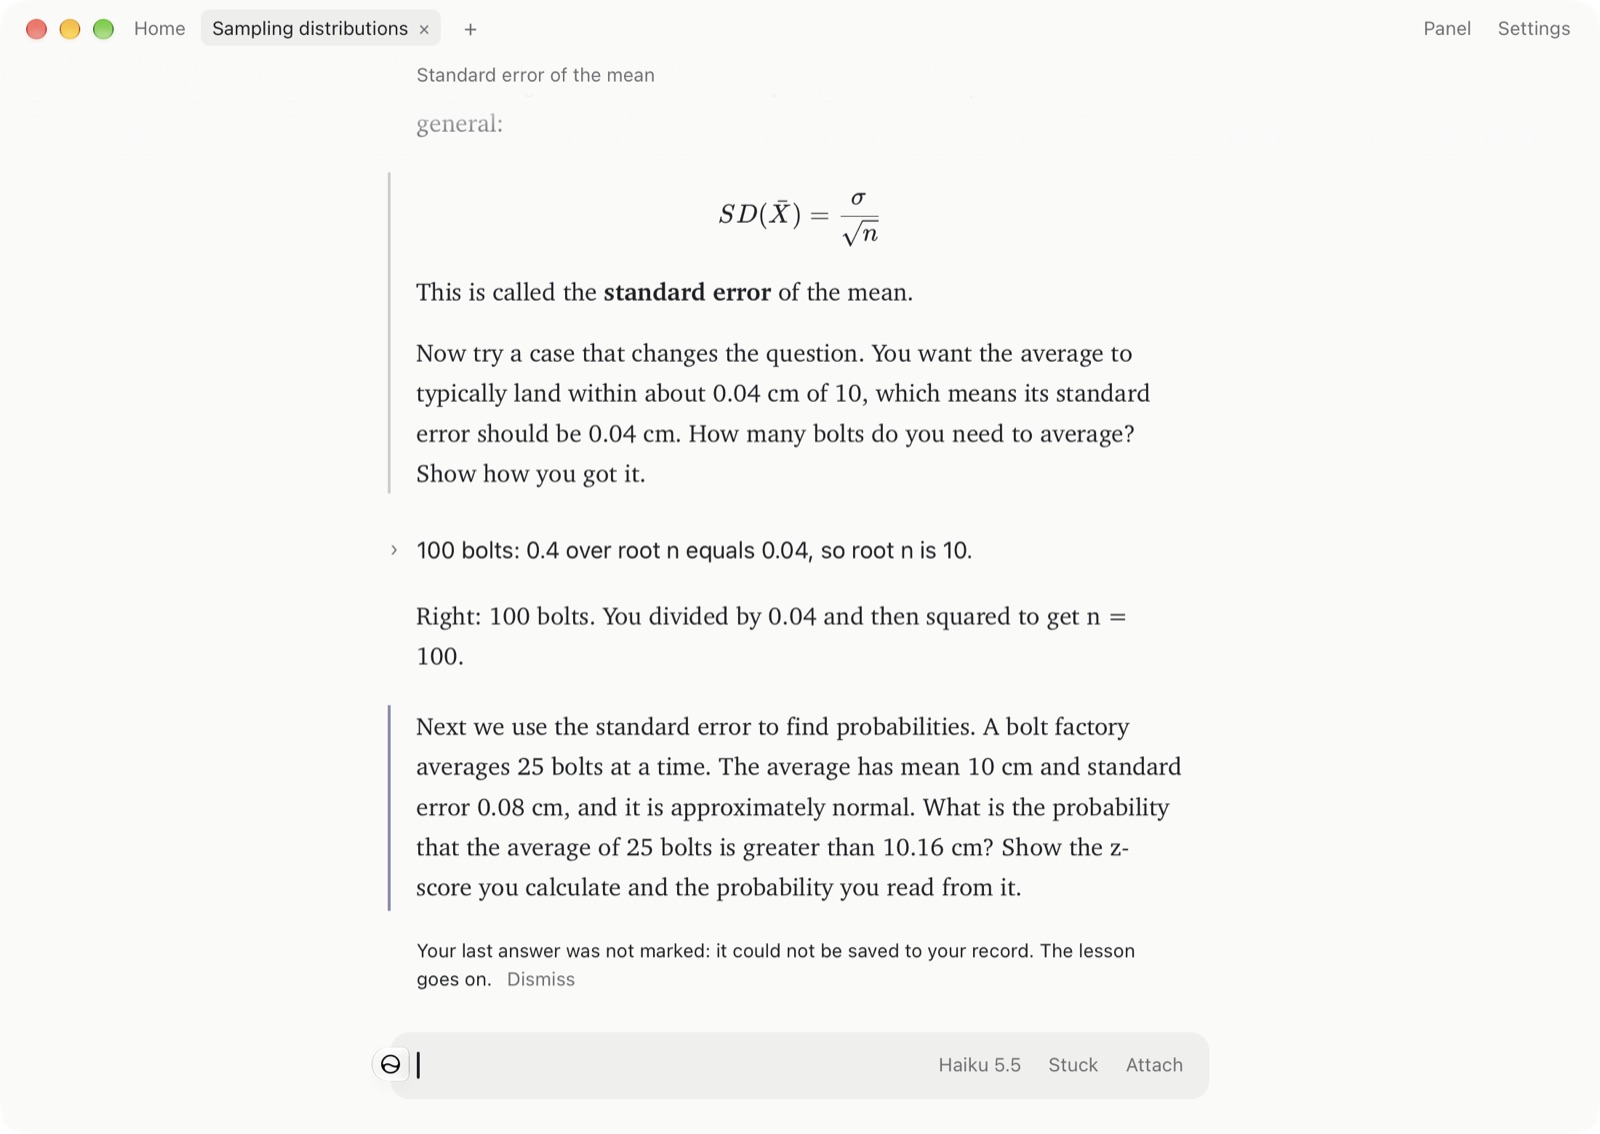 Home
Sampling distributions ×
+
Panel
Settings
Standard error of the mean
general:
SD(X̄) = σ/√n
This is called the standard error of the mean.
Now try a case that changes the question. You want the average to
typically land within about 0.04 cm of 10, which means its standard
error should be 0.04 cm. How many bolts do you need to average?
Show how you got it.
› 100 bolts: 0.4 over root n equals 0.04, so root n is 10.
Right: 100 bolts. You divided by 0.04 and then squared to get n =
100.
Next we use the standard error to find probabilities. A bolt factory
averages 25 bolts at a time. The average has mean 10 cm and standard
error 0.08 cm, and it is approximately normal. What is the probability
that the average of 25 bolts is greater than 10.16 cm? Show the z-
score you calculate and the probability you read from it.
Your last answer was not marked: it could not be saved to your record. The lesson
goes on. Dismiss
Haiku 5.5
Stuck
Attach